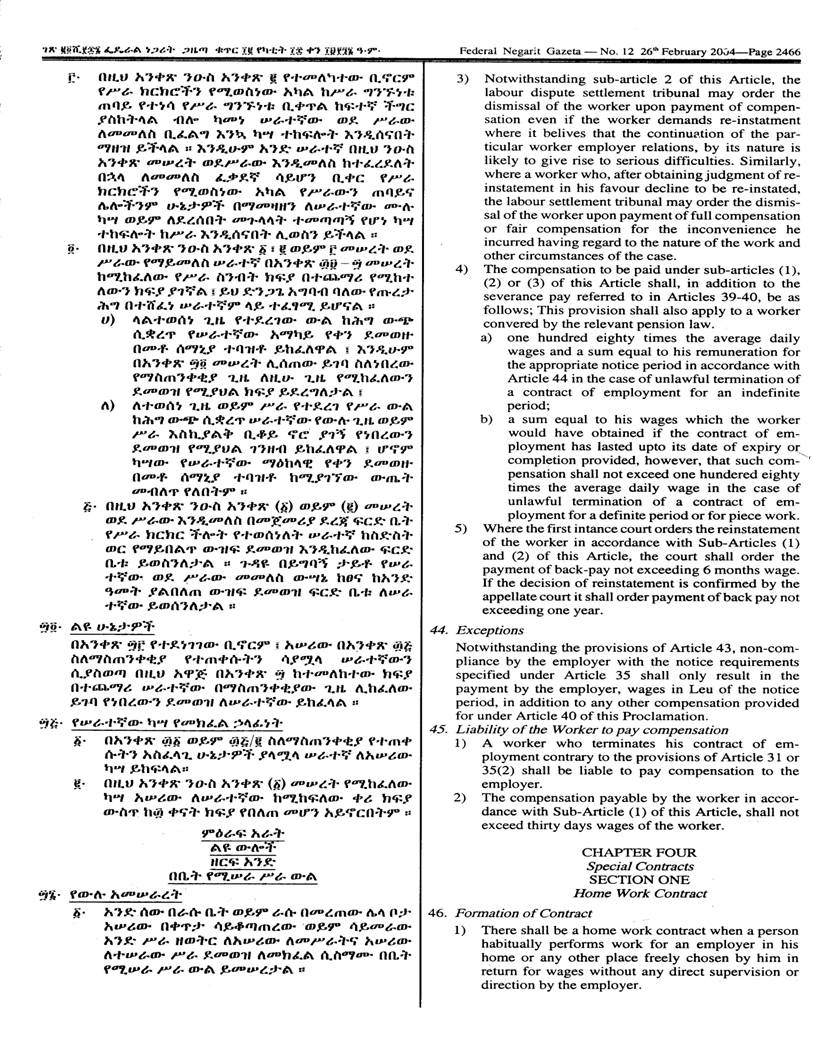 ገጽ ፪ሺ፬፻፷፮ ፌዴራል ነጋሪት ጋዜጣ ቁጥር ፲፪ የካቲት ፲፰ ቀን ፲፱፻፺፮ ዓ.ም.
፫· በዚህ አንቀጽ ንዑስ አንቀጽ ፪ የተመለከተው ቢኖርም
የሥራ ክርክሮችን የሚወስነው አካል ከሥራ ግንኙነቱ
ጠባይ የተነሳ የሥራ ግንኙነቱ ቢቀጥል ከፍተኛ ችግር
ያስከትላል ብሎ ካመነ ሠራተኛው ወደ ሥራው
ለመመለስ ቢፈልግ እንኳ ካሣ ተከፍሎት እንዲሰናበት
ማዘዝ ይችላል ። እንዲሁም አንድ ሠራተኛ በዚህ ንዑስ
አንቀጽ መሠረት ወደሥራው እንዲመለስ ከተፈረደለት
በኋላ ለመመለስ ፈቃደኛ ሳይሆን ቢቀር የሥራ
ክርክሮችን የሚወስነው አካል የሥራውን ጠባይና
ሌሎችንም ሁኔታዎች በማመዛዘን ለሠራተኛው ሙሉ
ካሣ ወይም ለደረሰበት መጉላላት ተመጣጣኝ የሆነ ካሣ
ተከፍሎት ከሥራ እንዲሰናበት ሊወስን ይችላል ።
፬· በዚህ አንቀጽ ንዑስ አንቀጽ ፩ ፤ ፪ ወይም ፫ መሠረት ወደ
ሥራው የማይመለስ ሠራተኛ በአንቀጽ ፴፱ – ፵ መሠረት
ከሚከፈለው የሥራ ስንብት ክፍያ በተጨማሪ የሚከተ
ለውን ክፍያ ያገኛል ፤ ይህ ድንጋጌ አግባብ ባለው የጡረታ
ሕግ በተሸፈነ ሠራተኛም ላይ ተፈፃሚ ይሆናል ።
ሀ) ላልተወሰነ ጊዜ የተደረገው ውል ከሕግ ውጭ
ሲቋረጥ የሠራተኛው አማካይ የቀን ደመወዙ
በመቶ ሰማኒያ ተባዝቶ ይከፈለዋል ፤ እንዲሁም
በአንቀጽ ፵፬ መሠረት ሊሰጠው ይገባ ስለነበረው
የማስጠንቀቂያ ጊዜ ለዚሁ ጊዜ የሚከፈለውን
ደመወዝ የሚያህል ክፍያ ይደረግለታል ፤
ለ) ለተወሰነ ጊዜ ወይም ሥራ የተደረገ የሥራ ውል
ከሕግ ውጭ ሲቋረጥ ሠራተኛው የውሉ ጊዜ ወይም
ሥራ እስኪያልቅ ቢቆይ ኖሮ ያገኝ የነበረውን
ደመወዝ የሚያህል ገንዘብ ይከፈለዋል ፤ ሆኖም
ካሣው የሠራተኛው ማዕከላዊ የቀን ደመወዙ
በመቶ ሰማኒያ ተባዝቶ ከሚያገኘው ውጤት
መብለጥ የለበትም ።
፭· በዚህ አንቀጽ ንዑስ አንቀጽ (፩) ወይም (፪) መሠረት
ወደ ሥራው እንዲመለስ በመጀመሪያ ደረጃ ፍርድ ቤት
የሥራ ክርክር ችሎት የተወሰነለት ሠራተኛ ከስድስት
ወር የማይበልጥ ውዝፍ ደመወዝ እንዲከፈለው ፍርድ
ቤቱ ይወስንለታል ። ጉዳዩ በይግባኝ ታይቶ የሠራ
ተኛው ወደ ሥራው መመለስ ውሣኔ ከፀና ከአንድ
ዓመት ያልበለጠ ውዝፍ ደመወዝ ፍርድ ቤቱ ለሠራ
ተኛው ይወሰንለታል ።
፵፬· ልዩ ሁኔታዎች
በአንቀጽ ፵፫ የተደነገገው ቢኖርም ፤ አሠሪው በአንቀጽ ፴፭
ስለማስጠንቀቂያ የተጠቀሱትን ሳያሟላ ሠራተኛውን
ሲያስወጣ በዚህ አዋጅ በአንቀጽ ፵ ከተመለከተው ክፍያ
በተጨማሪ ሠራተኛው በማስጠንቀቂያው ጊዜ ሊከፈለው
ይገባ የነበረውን ደመወዝ ለሠራተኛው ይከፍላል ።
፵፭· የሠራተኛው ካሣ የመክፈል ኃላፊነት
፩· በአንቀጽ ፴፩ ወይም ፴፭/፪ ስለማስጠንቀቂያ የተጠቀ
ሱትን አስፈላጊ ሁኔታዎች ያላሟላ ሠራተኛ ለአሠሪው
ካሣ ይከፍላል።
፪· በዚህ አንቀጽ ንዑስ አንቀጽ (፩) መሠረት የሚከፈለው
ካሣ አሠሪው ለሠራተኛው ከሚከፍለው ቀሪ ክፍያ
ውስጥ ከ፴ ቀናት ክፍያ የበለጠ መሆን አይኖርበትም ።
ምዕራፍ አራት
ልዩ ውሎች
ዘርፍ አንድ
በቤት የሚሠራ ሥራ ውል
፵፮· የውሉ አመሠራረት
፩· አንድ ሰው በራሱ ቤት ወይም ራሱ በመረጠው ሌላ ቦታ
አሠሪው በቀጥታ ሳይቆጣጠረው ወይም ሳይመራው
አንድ ሥራ ዘወትር ለአሠሪው ለመሥራትና አሠሪው
ለተሠራው ሥራ ደመወዝ ለመክፈል ሲስማሙ በቤት
የሚሠራ ሥራ ውል ይመሠረታል ።
Federal Negarit Gazeta — No. 12 26th February 2004—Page 2466
3) Notwithstanding sub-article 2 of this Article, the
labour dispute settlement tribunal may order the
dismissal of the worker upon payment of compen-
sation even if the worker demands re-instatment
where it belives that the continuation of the par-
ticular worker employer relations, by its nature is
likely to give rise to serious difficulties. Similarly,
where a worker who, after obtaining judgment of re-
instatement in his favour decline to be re-instated,
the labour settlement tribunal may order the dismis-
sal of the worker upon payment of full compensation
or fair compensation for the inconvenience he
incurred having regard to the nature of the work and
other circumstances of the case.
4) The compensation to be paid under sub-articles (1),
(2) or (3) of this Article shall, in addition to the
severance pay referred to in Articles 39-40, be as
follows; This provision shall also apply to a worker
convered by the relevant pension law.
a) one hundred eighty times the average daily
wages and a sum equal to his remuneration for
the appropriate notice period in accordance with
Article 44 in the case of unlawful termination of
a contract of employment for an indefinite
period;
b) a sum equal to his wages which the worker
would have obtained if the contract of em-
ployment has lasted upto its date of expiry or
completion provided, however, that such com-
pensation shall not exceed one hundred eighty
times the average daily wage in the case of
unlawful termination of a contract of em-
ployment for a definite period or for piece work.
5) Where the first intance court orders the reinstatement
of the worker in accordance with Sub-Articles (1)
and (2) of this Article, the court shall order the
payment of back-pay not exceeding 6 months wage.
If the decision of reinstatement is confirmed by the
appellate court it shall order payment of back pay not
exceeding one year.
44. Exceptions
Notwithstanding the provisions of Article 43, non-com-
pliance by the employer with the notice requirements
specified under Article 35 shall only result in the
payment by the employer, wages in Leu of the notice
period, in addition to any other compensation provided
for under Article 40 of this Proclamation.
45. Liability of the Worker to pay compensation
1) A worker who terminates his contract of em-
ployment contrary to the provisions of Article 31 or
35(2) shall be liable to pay compensation to the
employer.
2) The compensation payable by the worker in accor-
dance with Sub-Article (1) of this Article, shall not
exceed thirty days wages of the worker.
CHAPTER FOUR
Special Contracts
SECTION ONE
Home Work Contract
46. Formation of Contract
1) There shall be a home work contract when a person
habitually performs work for an employer in his
home or any other place freely chosen by him in
return for wages without any direct supervision or
direction by the employer.